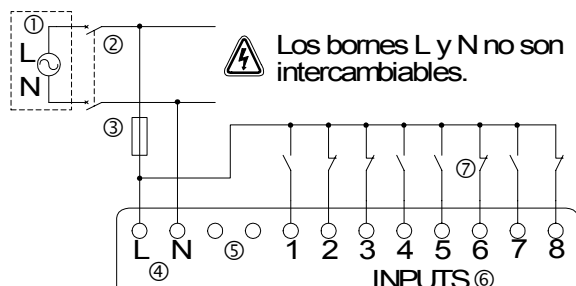 ①
L
N
②
Los bornes L y N no son
intercambiables.
③
⑦
L N ⑤ 1 2 3 4 5 6 7 8
④
INPUTS ⑥